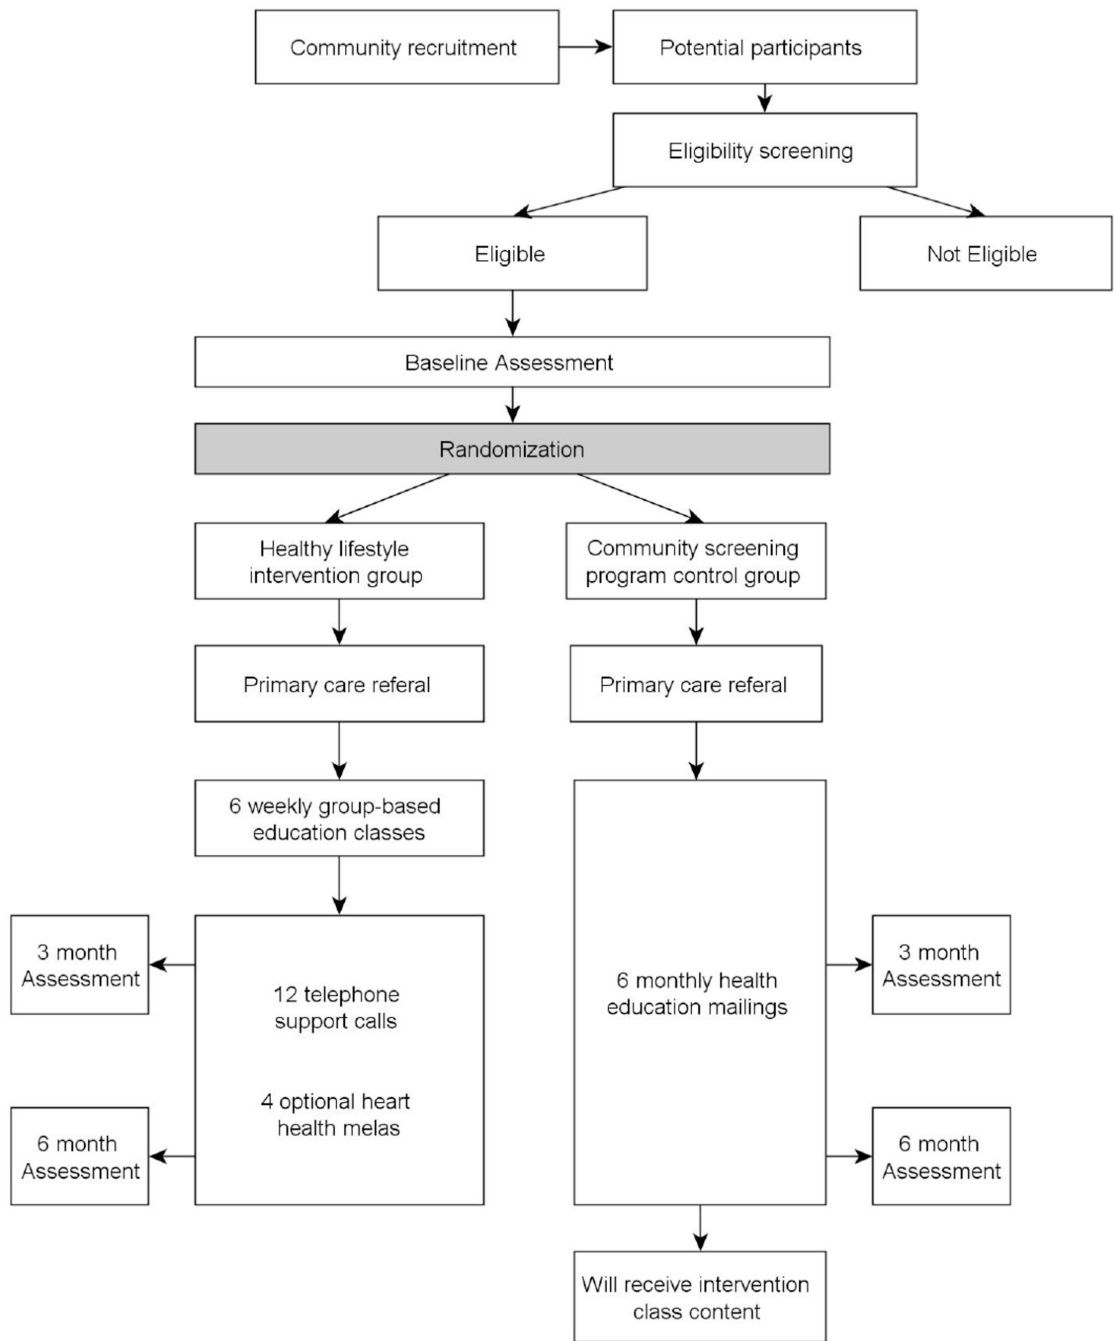 Community recruitment
Potential participants
Eligibility screening
Eligible
Not Eligible
Baseline Assessment
Randomization
Healthy lifestyle
intervention group
Community screening
program control group
Primary care referal
Primary care referal
6 weekly group-based
education classes
3 month
Assessment
12 telephone
support calls
6 monthly health
education mailings
3 month
Assessment
4 optional heart
health melas
6 month
Assessment
6 month
Assessment
Will receive intervention
class content